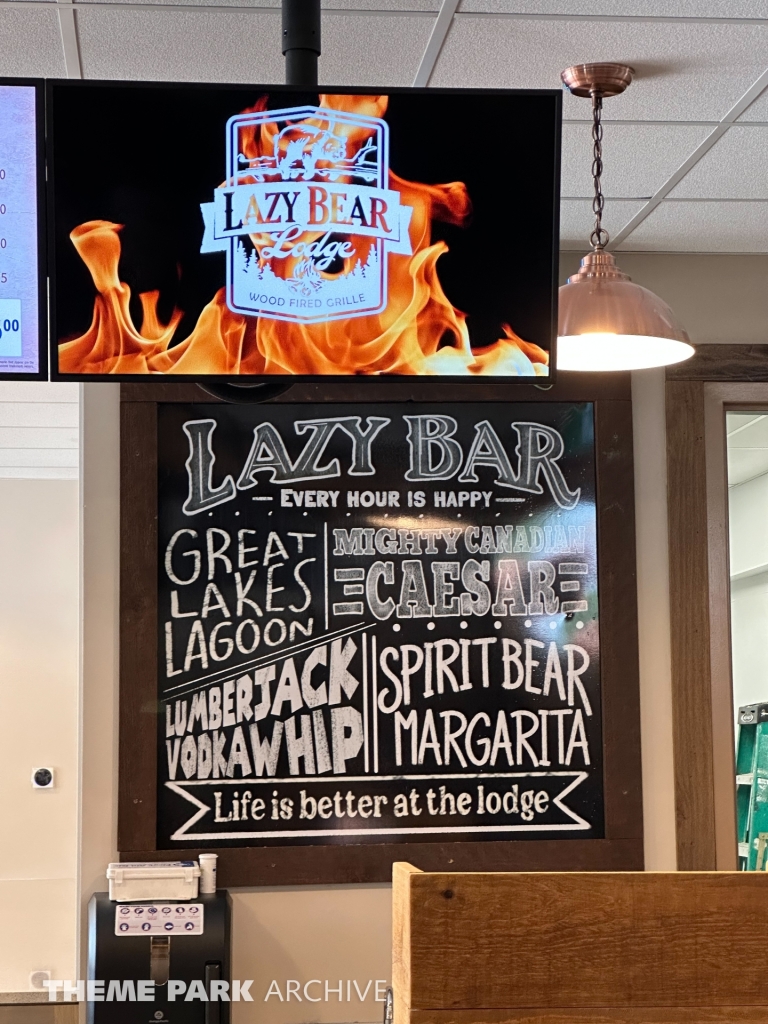 LAZY BEAR
Lodge
WOOD FIRED GRILLE
LAZY BAR
EVERY HOUR IS HAPPY
GREAT
LAKES
LAGOON
MIGHTY CANADIAN
CAESAR
LUMBERJACK
VODKAWHIP
SPIRIT BEAR
MARGARITA
Life is better at the lodge
THEME PARK ARCHIVE